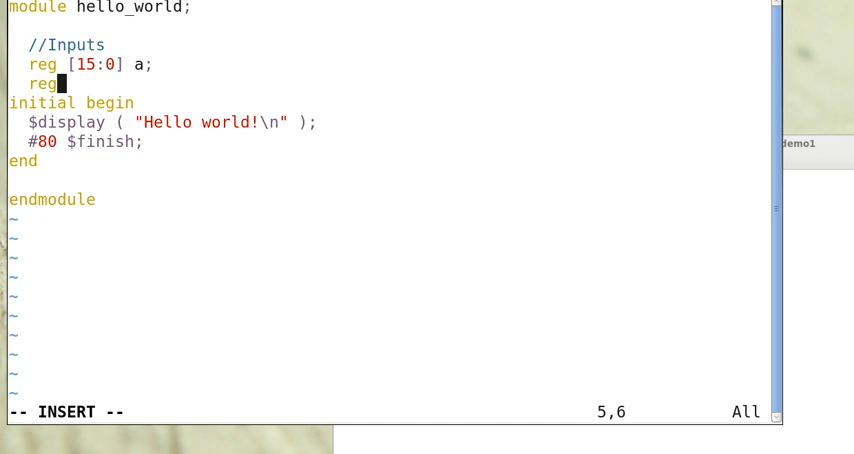 module hello_world;
//Inputs
reg [15:0] a;
reg
initial begin
$display ( "Hello world!\n" );
#80 $finish;
end
endmodule
~
~
~
~
~
~
~
~
~
~
-- INSERT -- 5,6 All
demo1